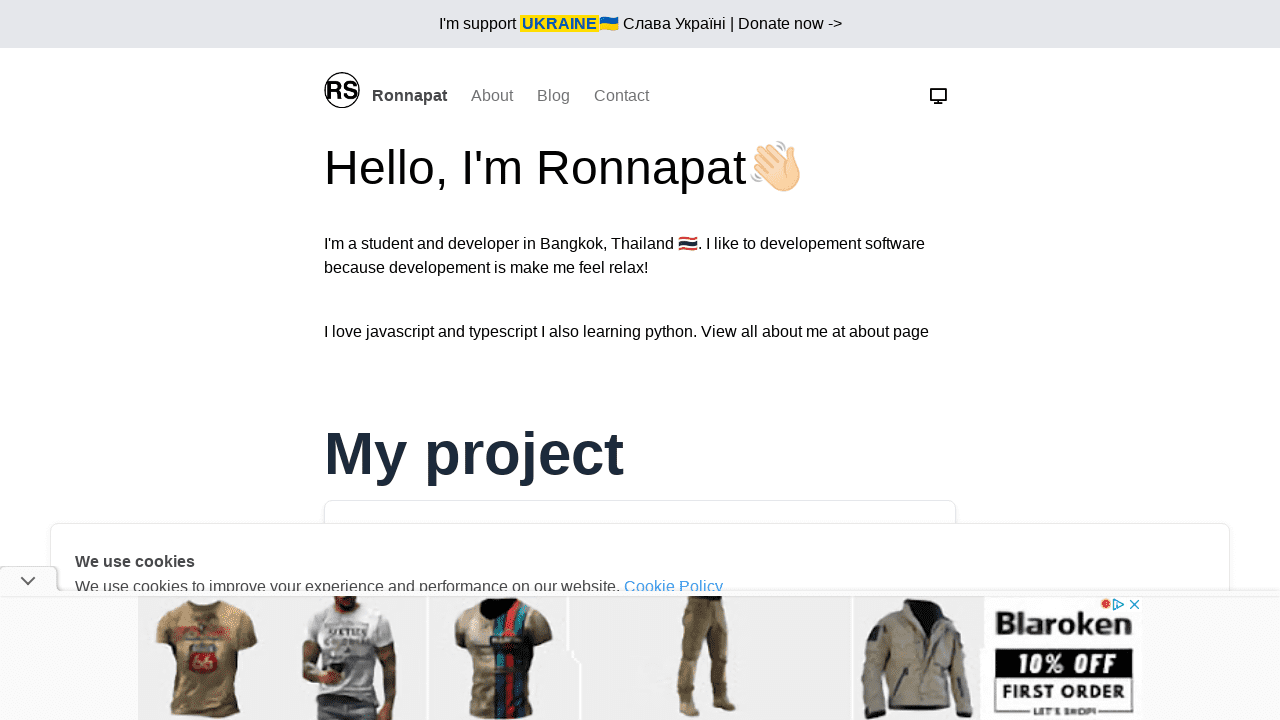 I'm support UKRAINE🇺🇦 Слава Україні | Donate now ->
RS Ronnapat About Blog Contact
Hello, I'm Ronnapat👋🏻
I'm a student and developer in Bangkok, Thailand 🇹🇭. I like to developement software
because developement is make me feel relax!
I love javascript and typescript I also learning python. View all about me at about page
My project
We use cookies
We use cookies to improve your experience and performance on our website. Cookie Policy
Blaroken
10% OFF
FIRST ORDER
LET'S SHOP!